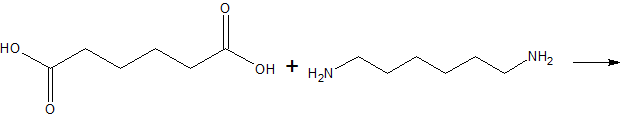 O
HO
OH
O
+
H₂N
NH₂